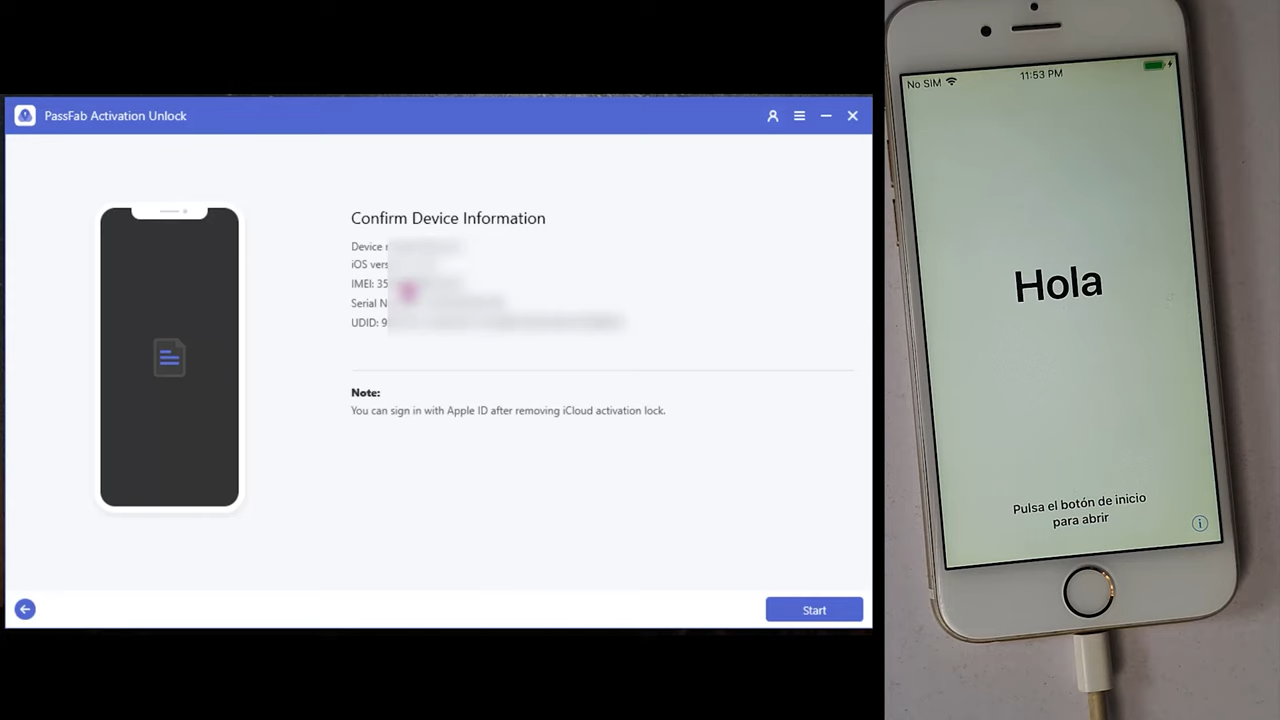 PassFab Activation Unlock
Confirm Device Information
Device
iOS
IMEI: 35
Serial
UDID: 9
Note:
You can sign in with Apple ID after removing iCloud activation lock.
Start
No SIM
11:53 PM
Hola
Pulsa el botón de inicio
para abrir